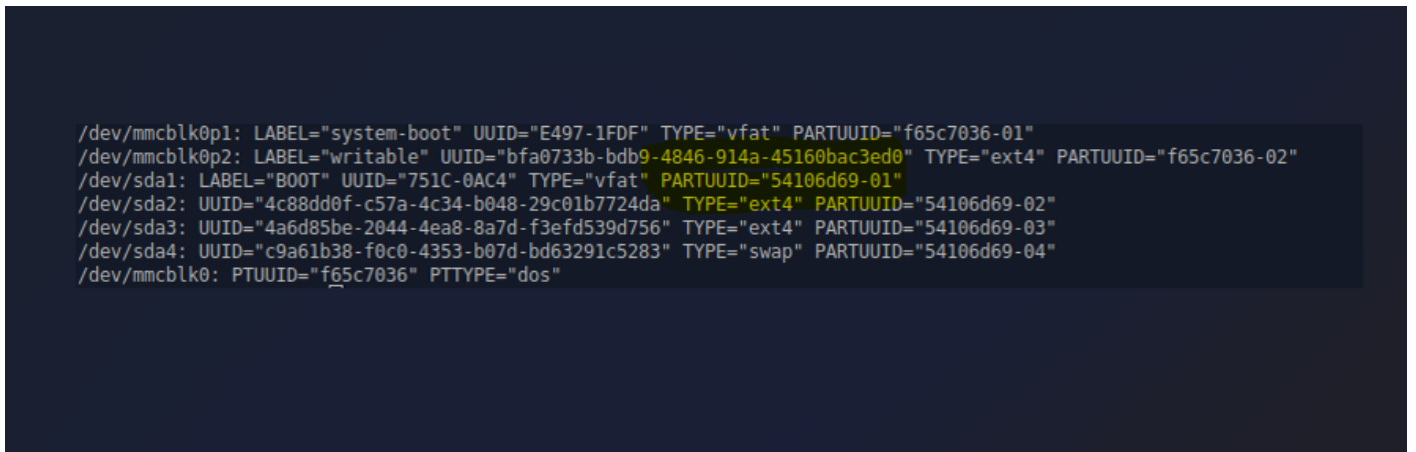 /dev/mmcblk0p1: LABEL="system-boot" UUID="E497-1FDF" TYPE="vfat" PARTUUID="f65c7036-01"
/dev/mmcblk0p2: LABEL="writable" UUID="bfa0733b-bdb9-4846-914a-45160bac3ed0" TYPE="ext4" PARTUUID="f65c7036-02"
/dev/sda1: LABEL="BOOT" UUID="751C-0AC4" TYPE="vfat" PARTUUID="54106d69-01"
/dev/sda2: UUID="4c88dd0f-c57a-4c34-b048-29c01b7724da" TYPE="ext4" PARTUUID="54106d69-02"
/dev/sda3: UUID="4a6d85be-2044-4ea8-8a7d-f3efd539d756" TYPE="ext4" PARTUUID="54106d69-03"
/dev/sda4: UUID="c9a61b38-f0c0-4353-b07d-bd63291c5283" TYPE="swap" PARTUUID="54106d69-04"
/dev/mmcblk0: PTUUID="f65c7036" PTTYPE="dos"